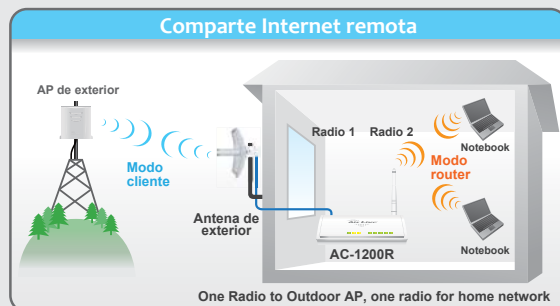 Comparte Internet remota
AP de exterior
Radio 1
Radio 2
Notebook
Modo
cliente
Modo
router
Antena de
exterior
AC-1200R
Notebook
One Radio to Outdoor AP, one radio for home network